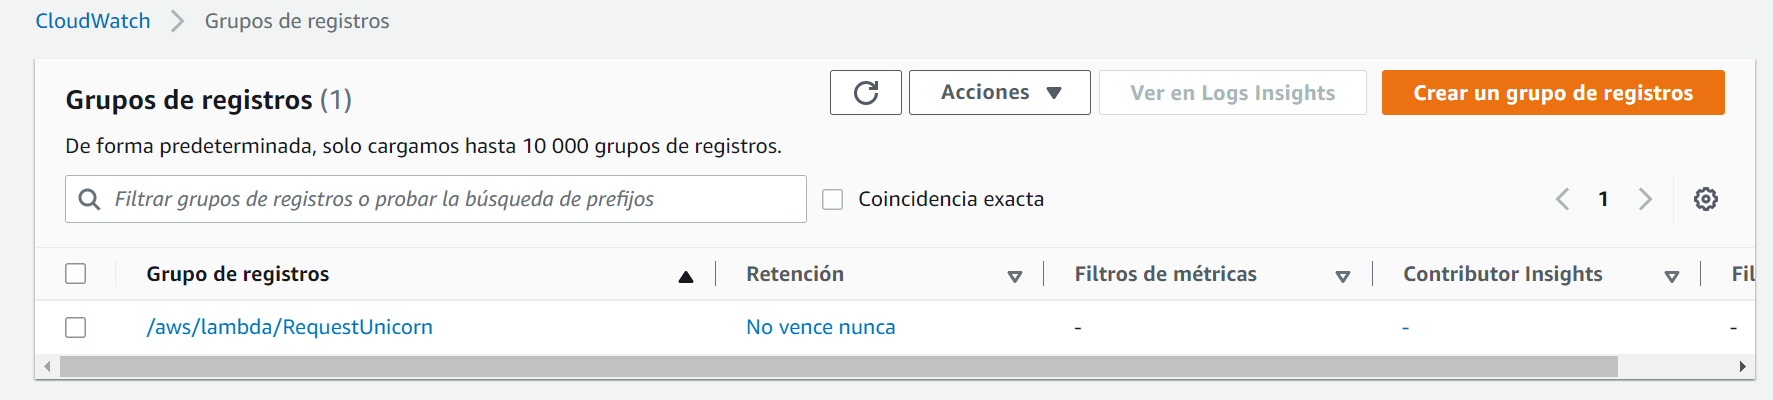 CloudWatch > Grupos de registros
Grupos de registros (1)
Acciones
Ver en Logs Insights
Crear un grupo de registros
De forma predeterminada, solo cargamos hasta 10 000 grupos de registros.
Filtrar grupos de registros o probar la búsqueda de prefijos
Coincidencia exacta
1
Grupo de registros
Retención
Filtros de métricas
Contributor Insights
Fil
/aws/lambda/RequestUnicorn
No vence nunca
-
-
-